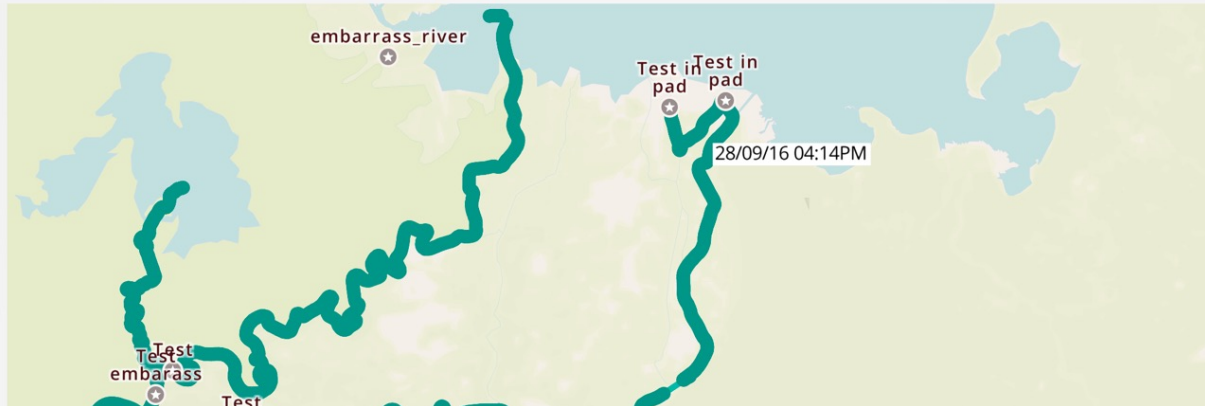 embarrass_river
Test in
pad
Test in
pad
28/09/16 04:14PM
Test
Test
embarass
Test